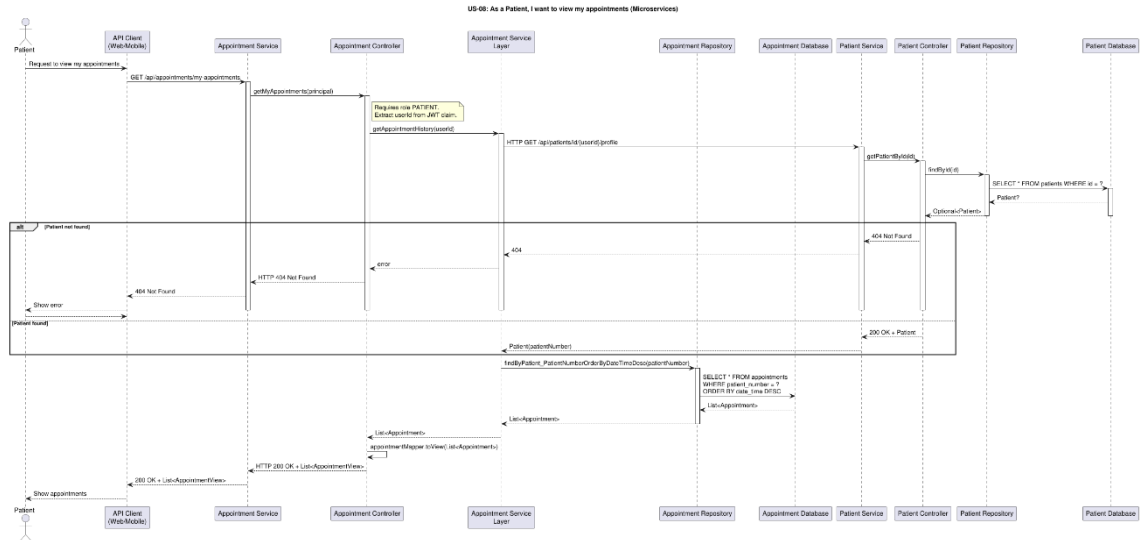 US-08: As a Patient, I want to view my appointments (Microservices)
Patient
API Client
(Web/Mobile)
Appointment Service
Appointment Controller
Appointment Service
Layer
Appointment Repository
Appointment Database
Patient Service
Patient Controller
Patient Repository
Patient Database
Request to view my appointments
GET /api/appointments/my-appointments
getMyAppointments(principal)
Requires role PATIENT.
Extract userId from JWT claim.
getAppointmentHistory(userId)
HTTP GET /api/patients/id/{userId}/profile
getPatientById(id)
findById(id)
SELECT * FROM patients WHERE id = ?
Patient?
Optional<Patient>
alt
[Patient not found]
404 Not Found
404
error
HTTP 404 Not Found
404 Not Found
Show error
[Patient found]
200 OK + Patient
Patient(patientNumber)
findByPatient_PatientNumberOrderByDateTimeDesc(patientNumber)
SELECT * FROM appointments
WHERE patient_number = ?
ORDER BY date_time DESC
List<Appointment>
List<Appointment>
List<Appointment>
appointmentMapper.toView(List<Appointment>)
HTTP 200 OK + List<AppointmentView>
200 OK + List<AppointmentView>
Show appointments
Patient
API Client
(Web/Mobile)
Appointment Service
Appointment Controller
Appointment Service
Layer
Appointment Repository
Appointment Database
Patient Service
Patient Controller
Patient Repository
Patient Database